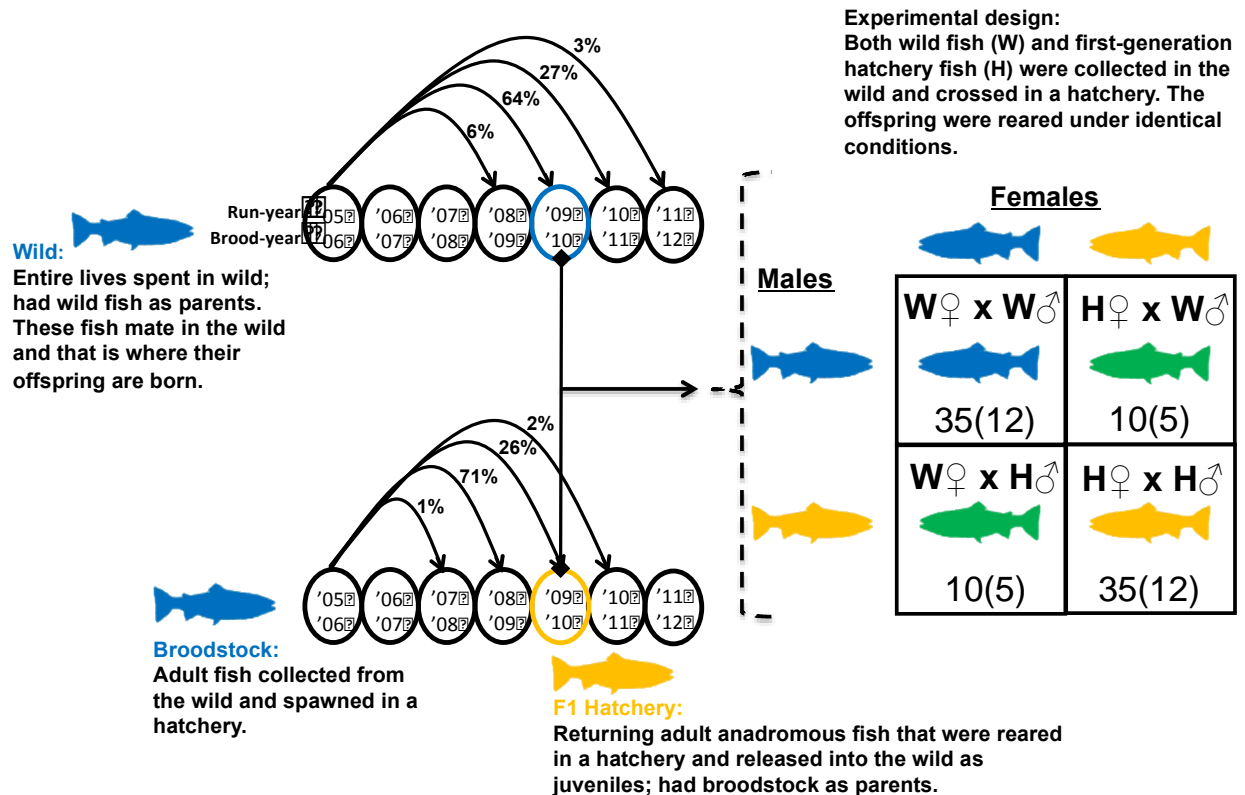 Experimental design:
Both wild fish (W) and first-generation
hatchery fish (H) were collected in the
wild and crossed in a hatchery. The
offspring were reared under identical
conditions.
3%
27%
64%
6%
Run-year
Brood-year
'05 '06 '07 '08 '09 '10 '11
'06 '07 '08 '09 '10 '11 '12
Wild:
Entire lives spent in wild;
had wild fish as parents.
These fish mate in the wild
and that is where their
offspring are born.
Females
Males
W♀ x W♂ H♀ x W♂
35(12) 10(5)
W♀ x H♂ H♀ x H♂
10(5) 35(12)
2%
26%
71%
1%
'05 '06 '07 '08 '09 '10 '11
'06 '07 '08 '09 '10 '11 '12
Broodstock:
Adult fish collected from
the wild and spawned in a
hatchery.
F1 Hatchery:
Returning adult anadromous fish that were reared
in a hatchery and released into the wild as
juveniles; had broodstock as parents.